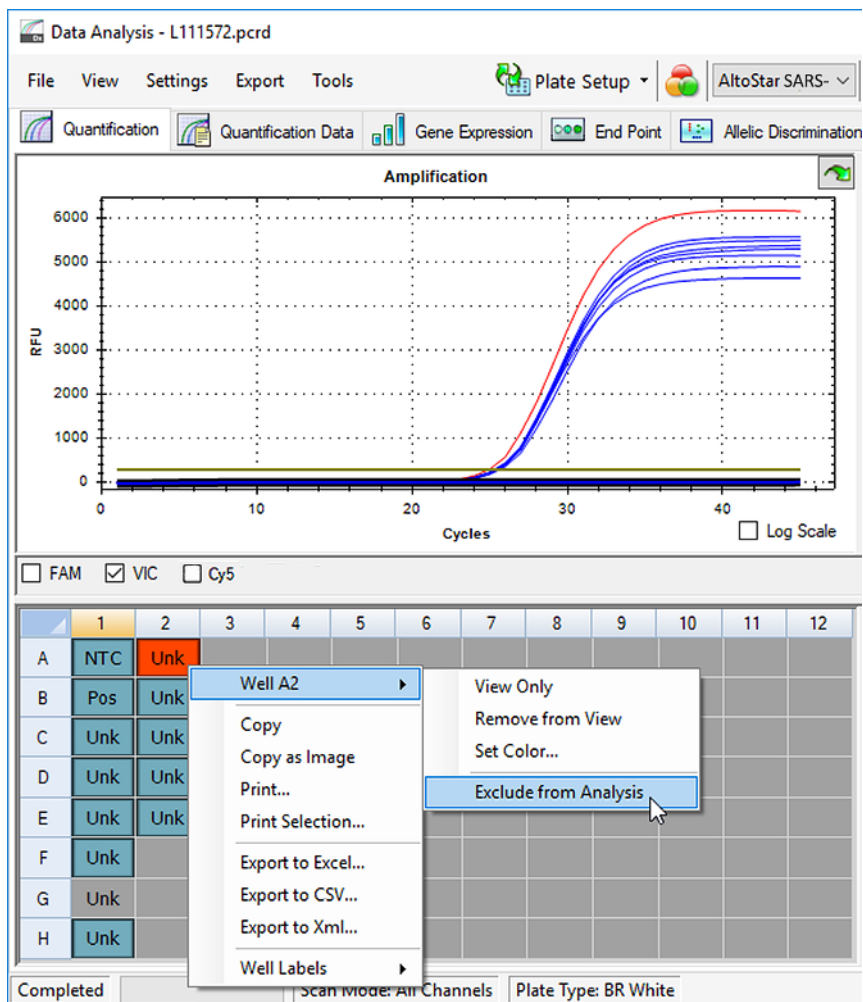 Data Analysis - L111572.pcrd
File View Settings Export Tools Plate Setup AltoStar SARS-
Quantification Quantification Data Gene Expression End Point Allelic Discrimination
Amplification
6000
5000
4000
3000
2000
1000
0
RFU
0 10 20 30 40
Cycles
Log Scale
FAM VIC Cy5
1 2 3 4 5 6 7 8 9 10 11 12
A NTC Unk
B Pos Unk
C Unk Unk
D Unk Unk
E Unk Unk
F Unk
G Unk
H Unk
Well A2
Copy
Copy as Image
Print...
Print Selection...
Export to Excel...
Export to CSV...
Export to Xml...
Well Labels
View Only
Remove from View
Set Color...
Exclude from Analysis
Completed Scan Mode: All Channels Plate Type: BR White